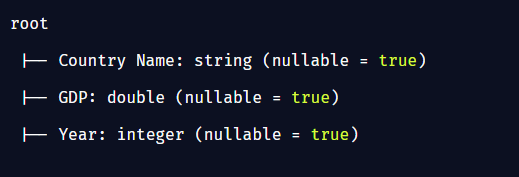 root
├── Country Name: string (nullable = true)
├── GDP: double (nullable = true)
├── Year: integer (nullable = true)